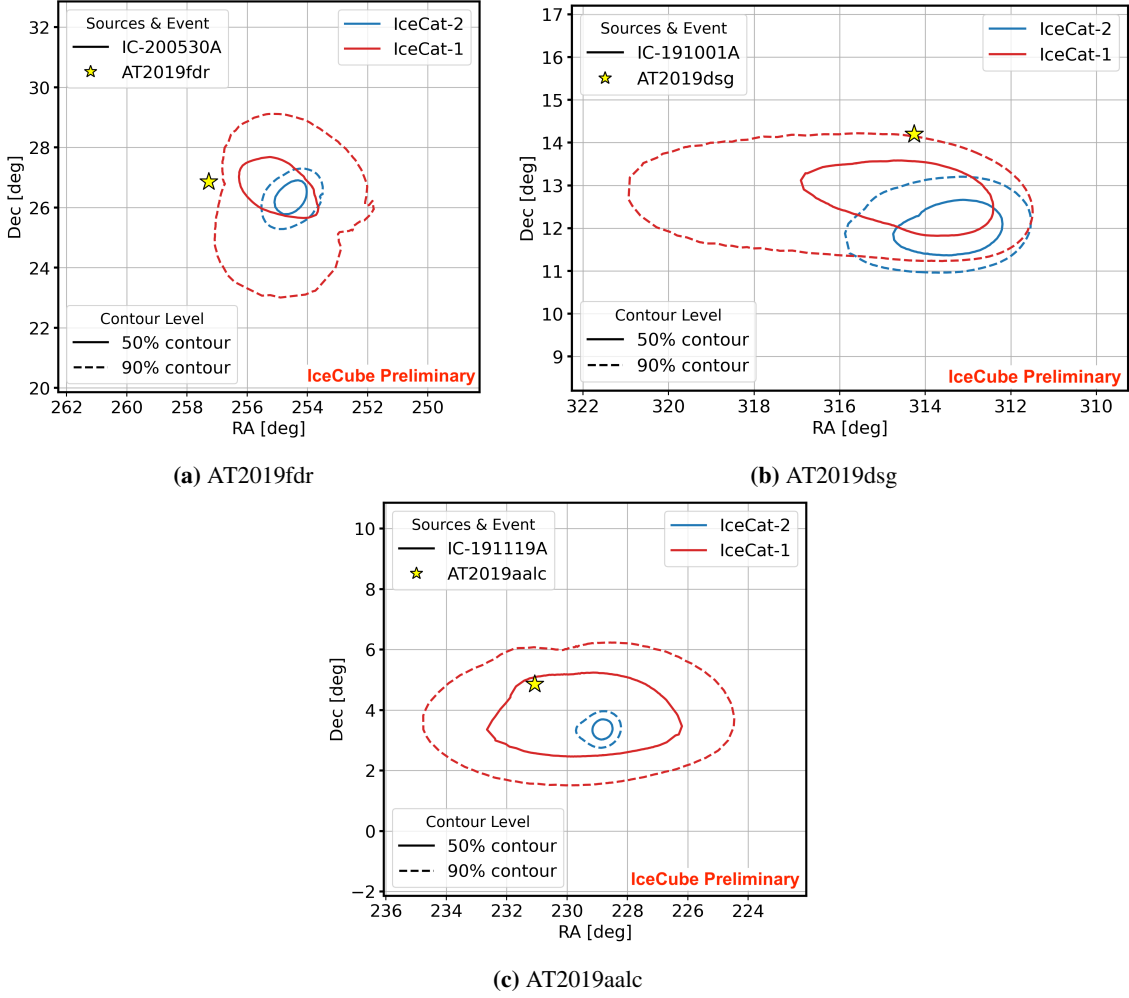 Sources & Event
IC-200530A
AT2019fdr
IceCat-2
IceCat-1
32
30
28
26
24
22
20
Dec [deg]
Contour Level
50% contour
90% contour
IceCube Preliminary
262
260
258
256
254
252
250
RA [deg]
(a) AT2019fdr
Sources & Event
IC-191001A
AT2019dsg
IceCat-2
IceCat-1
17
16
15
14
13
12
11
10
9
Dec [deg]
Contour Level
50% contour
90% contour
IceCube Preliminary
322
320
318
316
314
312
310
RA [deg]
(b) AT2019dsg
Sources & Event
IC-191119A
AT2019aalc
IceCat-2
IceCat-1
10
8
6
4
2
0
−2
Dec [deg]
Contour Level
50% contour
90% contour
IceCube Preliminary
236
234
232
230
228
226
224
RA [deg]
(c) AT2019aalc